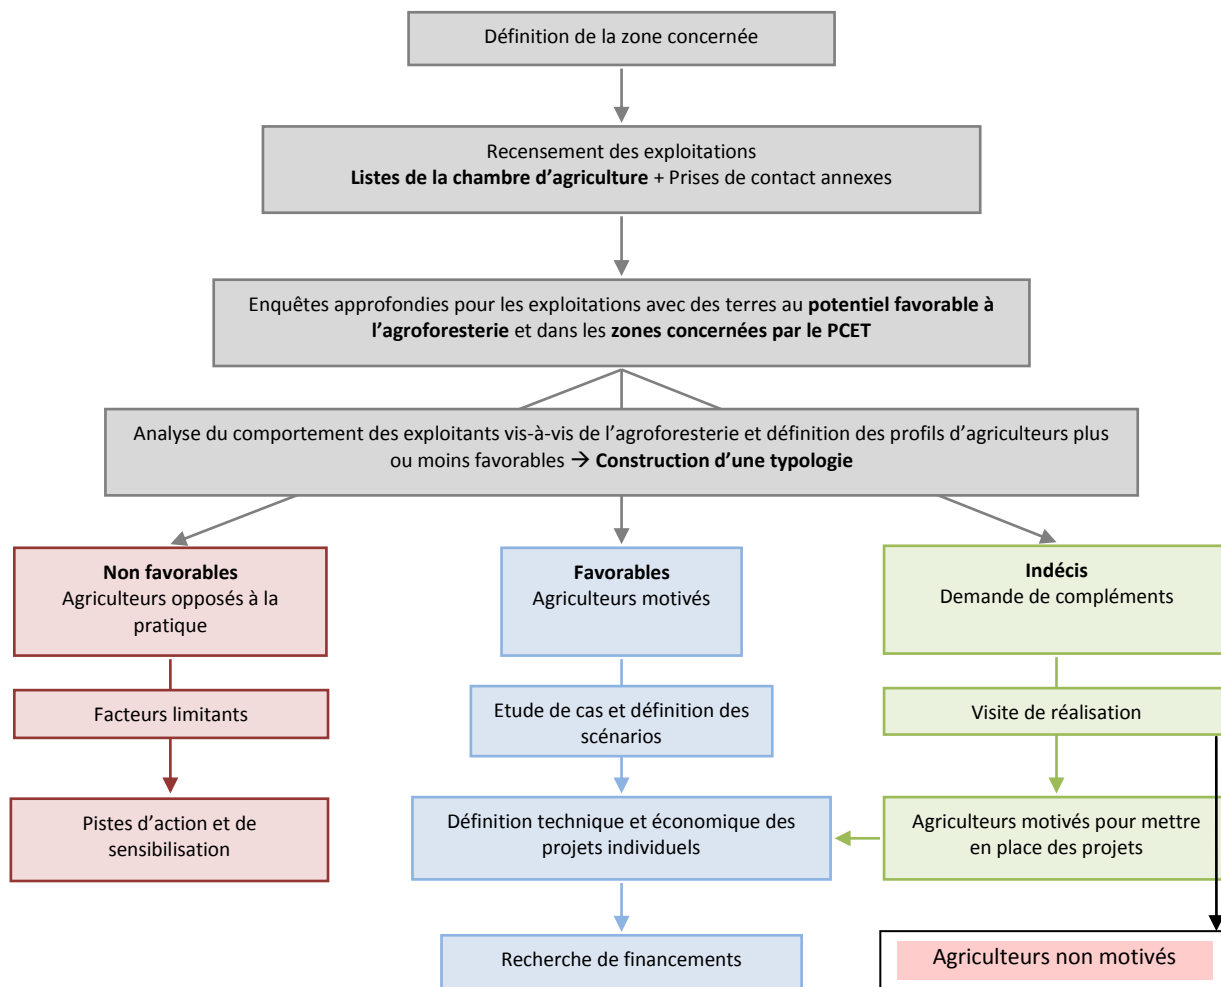 Définition de la zone concernée
Recensement des exploitations
Listes de la chambre d’agriculture + Prises de contact annexes
Enquêtes approfondies pour les exploitations avec des terres au potentiel favorable à
l’agroforesterie et dans les zones concernées par le PCET
Analyse du comportement des exploitants vis-à-vis de l’agroforesterie et définition des profils d’agriculteurs plus
ou moins favorables → Construction d’une typologie
Non favorables
Agriculteurs opposés à la
pratique
Favorables
Agriculteurs motivés
Indécis
Demande de compléments
Facteurs limitants
Etude de cas et définition des
scénarios
Visite de réalisation
Pistes d’action et de
sensibilisation
Définition technique et économique des
projets individuels
Agriculteurs motivés pour mettre
en place des projets
Recherche de financements
Agriculteurs non motivés